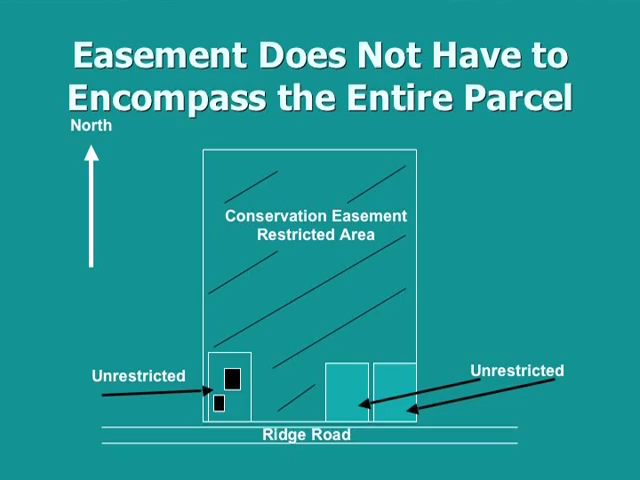 Easement Does Not Have to
Encompass the Entire Parcel
North
Conservation Easement
Restricted Area
Unrestricted
Unrestricted
Ridge Road